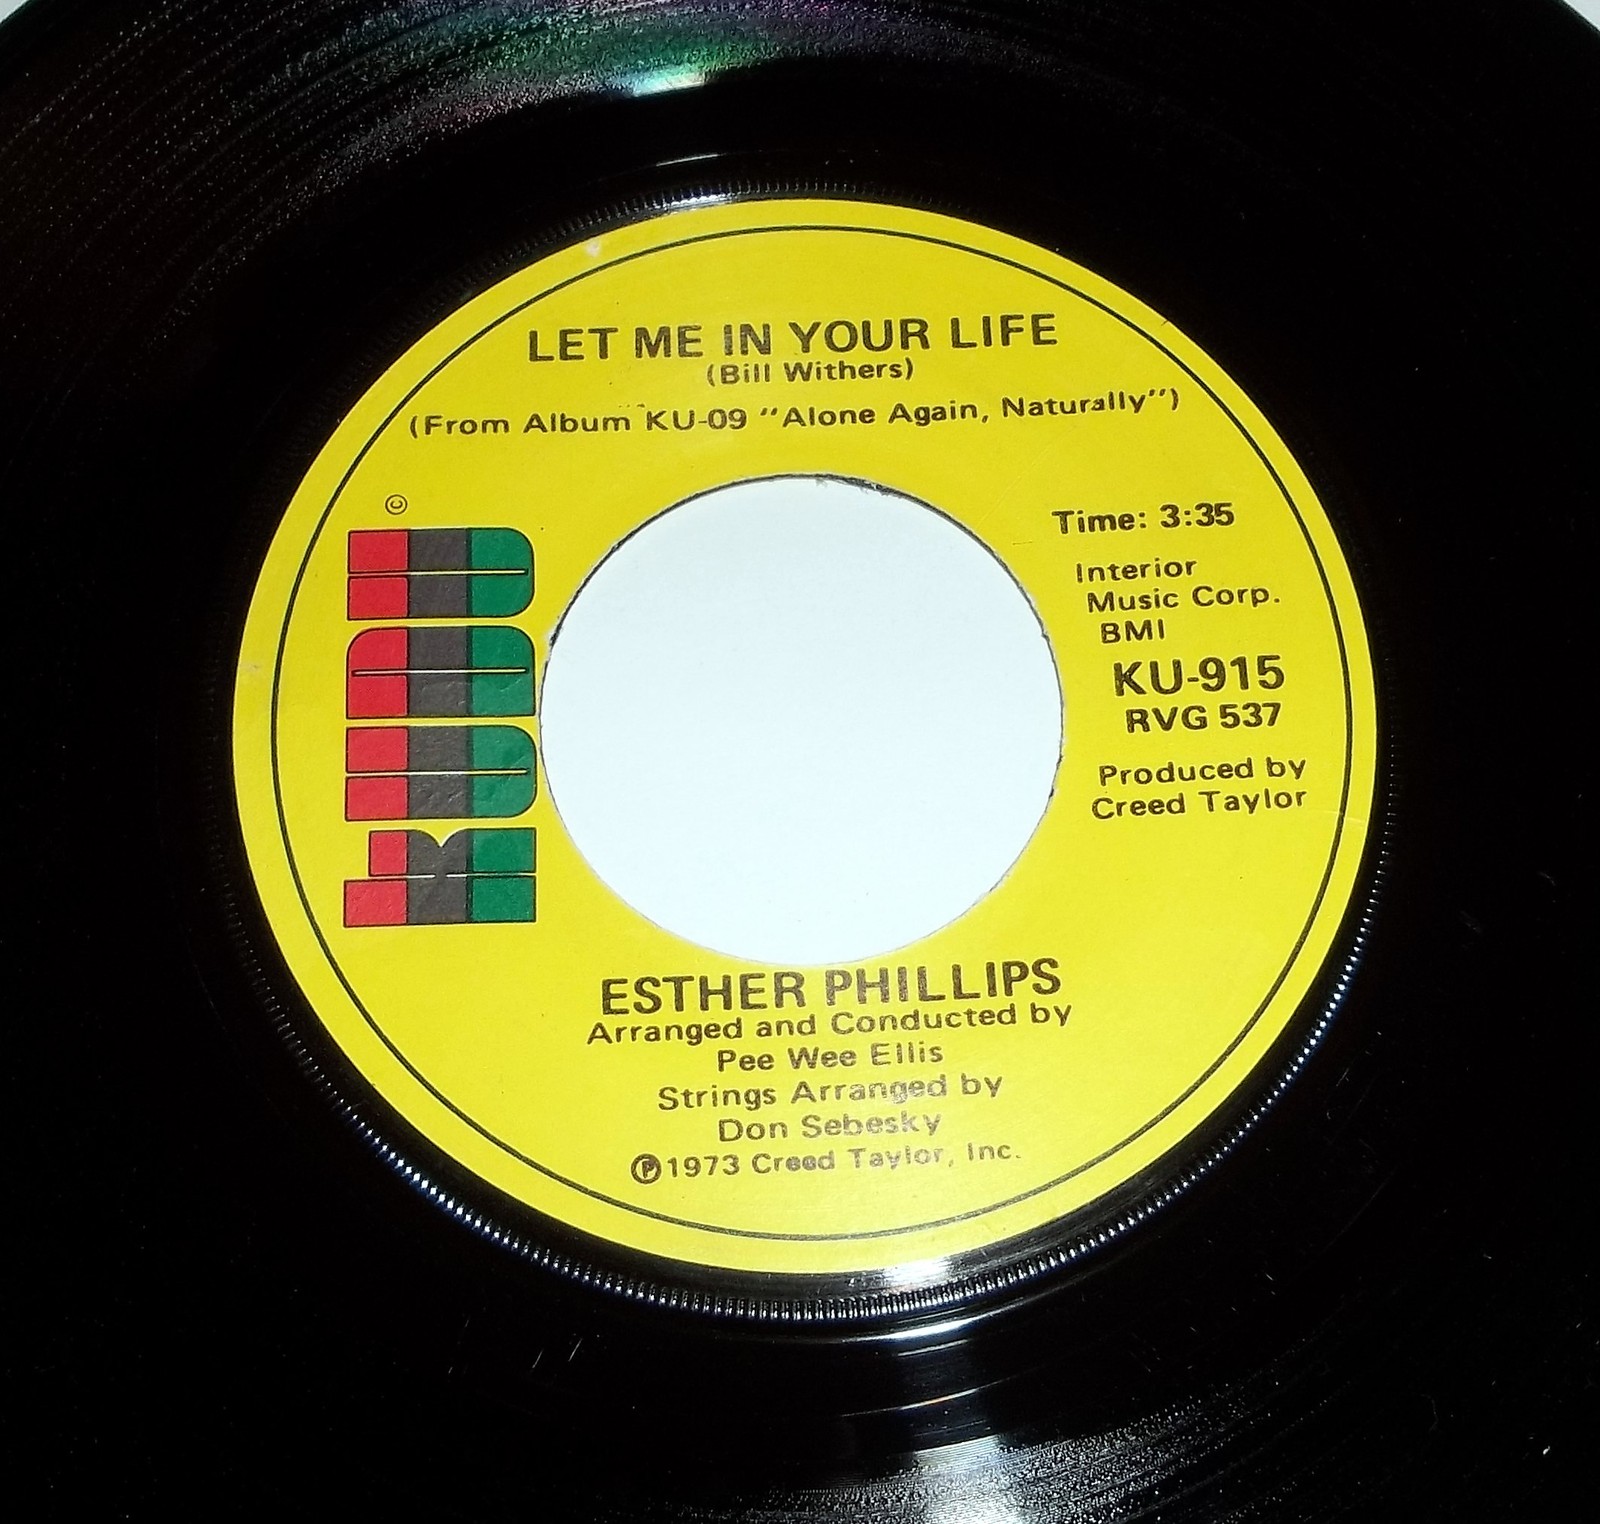 LET ME IN YOUR LIFE
(Bill Withers)
(From Album KU-09 "Alone Again, Naturally")
©
KUDU
Time: 3:35
Interior
Music Corp.
BMI
KU-915
RVG 537
Produced by
Creed Taylor
ESTHER PHILLIPS
Arranged and Conducted by
Pee Wee Ellis
Strings Arranged by
Don Sebesky
℗1973 Creed Taylor, Inc.